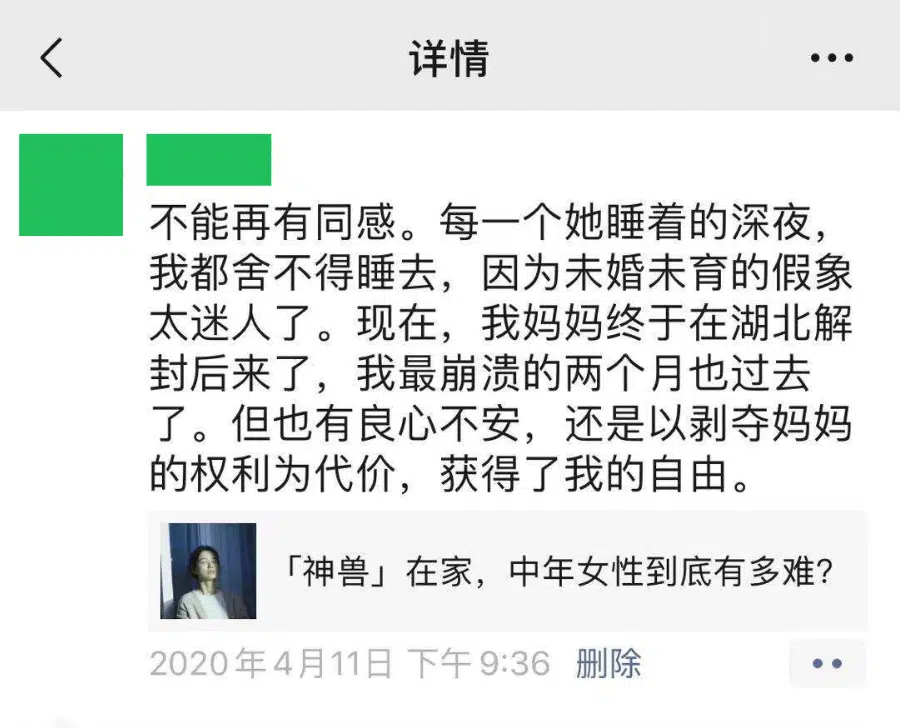 详情
不能再有同感。每一个她睡着的深夜，
我都舍不得睡去，因为未婚未育的假象
太迷人了。现在，我妈妈终于在湖北解
封后来了，我最崩溃的两个月也过去
了。但也有良心不安，还是以剥夺妈妈
的权利为代价，获得了我的自由。
「神兽」在家，中年女性到底有多难？
2020年4月11日 下午9:36 删除